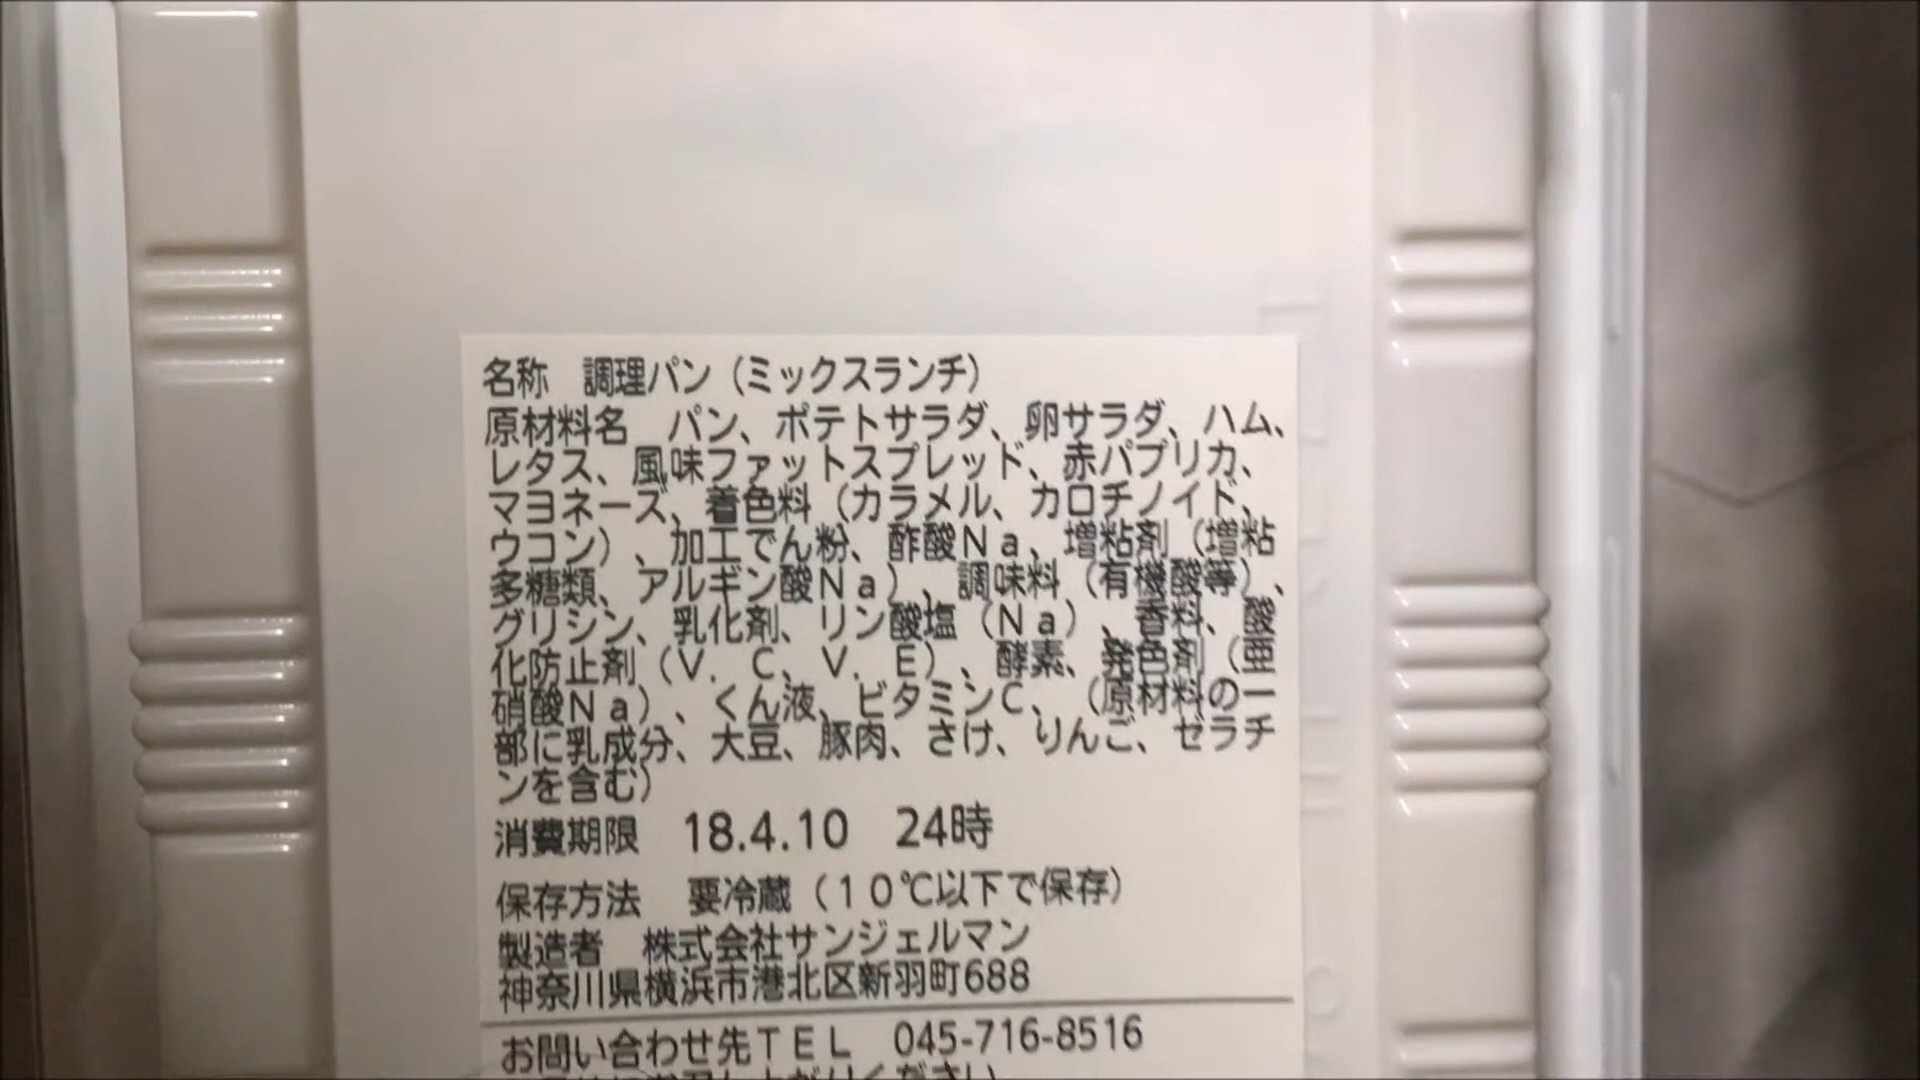 名称　調理パン（ミックスランチ）
原材料名　パン、ポテトサラダ、卵サラダ、ハム、
レタス、風味ファットスプレッド、赤パプリカ、
マヨネーズ、着色料（カラメル、カロチノイド、
ウコン）、加工でん粉、酢酸Ｎａ、増粘剤（増粘
多糖類、アルギン酸Ｎａ）、調味料（有機酸等）、
グリシン、乳化剤、リン酸塩（Ｎａ）、香料、酸
化防止剤（Ｖ．Ｃ、Ｖ．Ｅ）、酵素、発色剤（亜
硝酸Ｎａ）、くん液、ビタミンＣ、（原材料の一
部に乳成分、大豆、豚肉、さけ、りんご、ゼラチ
ンを含む）
消費期限　18.4.10　24時
保存方法　要冷蔵（１０℃以下で保存）
製造者　株式会社サンジェルマン
神奈川県横浜市港北区新羽町688
お問い合わせ先ＴＥＬ　045-716-8516